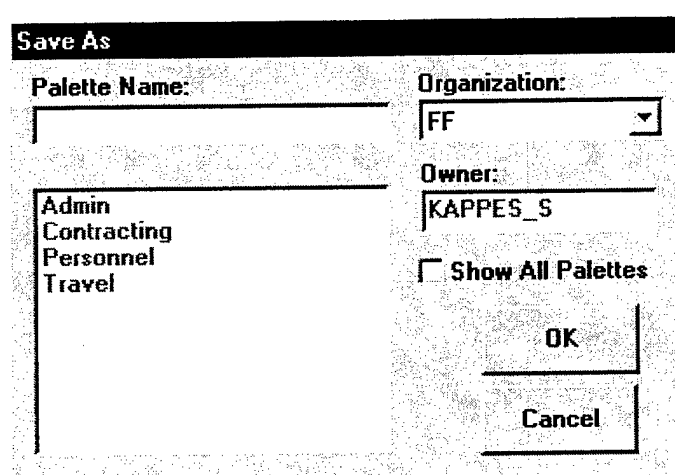 Save As
Palette Name:
Organization:
FF
Owner:
KAPPES_S
Admin
Contracting
Personnel
Travel
Show All Palettes
OK
Cancel